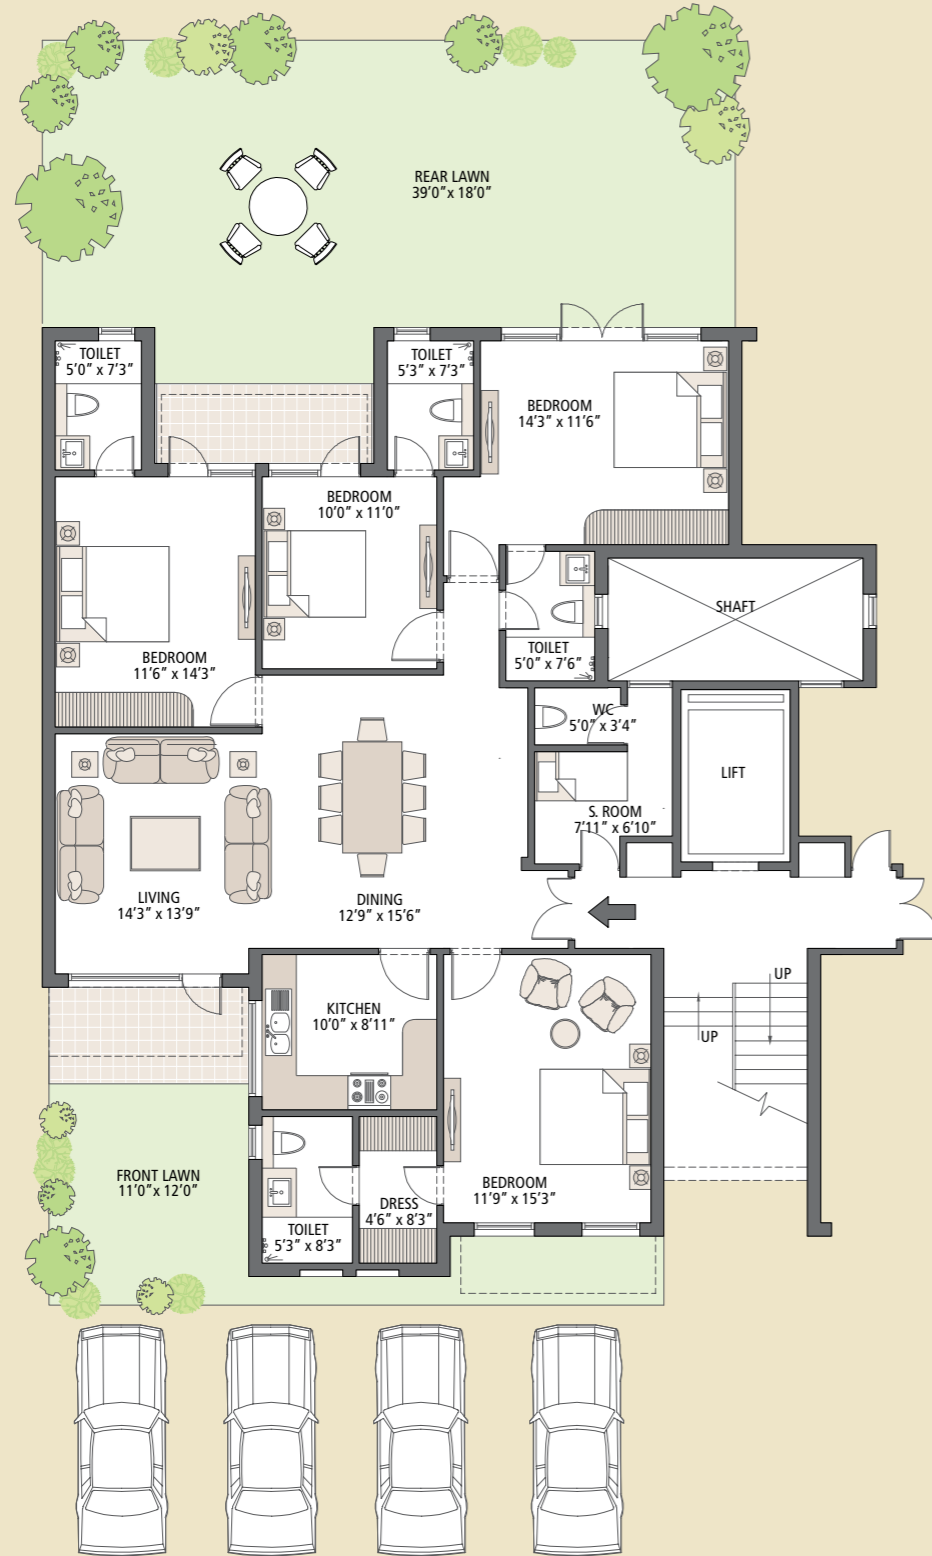 REAR LAWN
39'0" x 18'0"
TOILET
5'0" x 7'3"
TOILET
5'3" x 7'3"
BEDROOM
14'3" x 11'6"
BEDROOM
10'0" x 11'0"
SHAFT
BEDROOM
11'6" x 14'3"
TOILET
5'0" x 7'6"
WC
5'0" x 3'4"
LIFT
S. ROOM
7'11" x 6'10"
LIVING
14'3" x 13'9"
DINING
12'9" x 15'6"
KITCHEN
10'0" x 8'11"
UP
UP
FRONT LAWN
11'0" x 12'0"
BEDROOM
11'9" x 15'3"
DRESS
4'6" x 8'3"
TOILET
5'3" x 8'3"